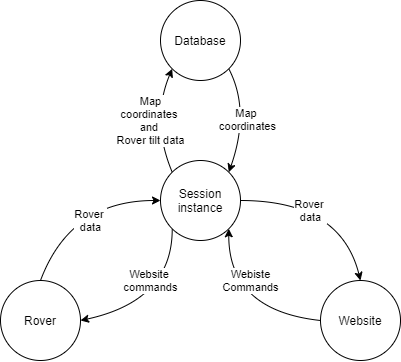 Database
Map
coordinates
and
Rover tilt data
Map
coordinates
Session
instance
Rover
data
Rover
data
Website
commands
Webiste
Commands
Rover
Website